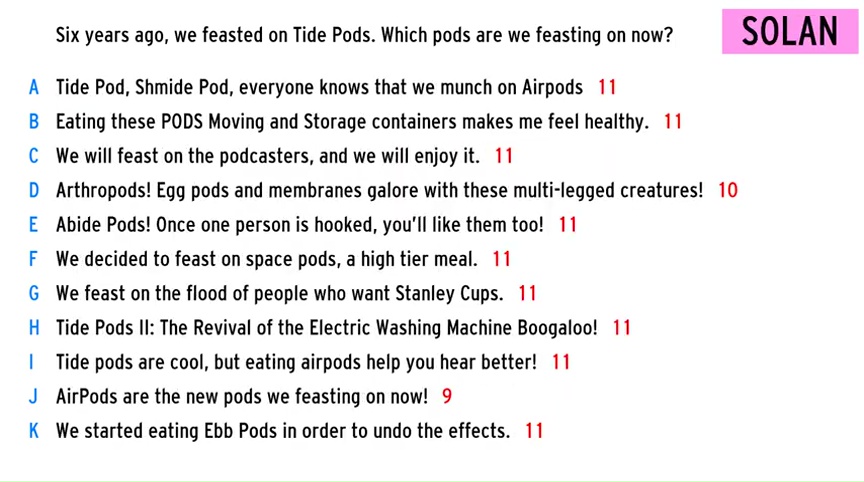 Six years ago, we feasted on Tide Pods. Which pods are we feasting on now?
SOLAN
A Tide Pod, Shmide Pod, everyone knows that we munch on Airpods 11
B Eating these PODS Moving and Storage containers makes me feel healthy. 11
C We will feast on the podcasters, and we will enjoy it. 11
D Arthropods! Egg pods and membranes galore with these multi-legged creatures! 10
E Abide Pods! Once one person is hooked, you'll like them too! 11
F We decided to feast on space pods, a high tier meal. 11
G We feast on the flood of people who want Stanley Cups. 11
H Tide Pods II: The Revival of the Electric Washing Machine Boogaloo! 11
I Tide pods are cool, but eating airpods help you hear better! 11
J AirPods are the new pods we feasting on now! 9
K We started eating Ebb Pods in order to undo the effects. 11